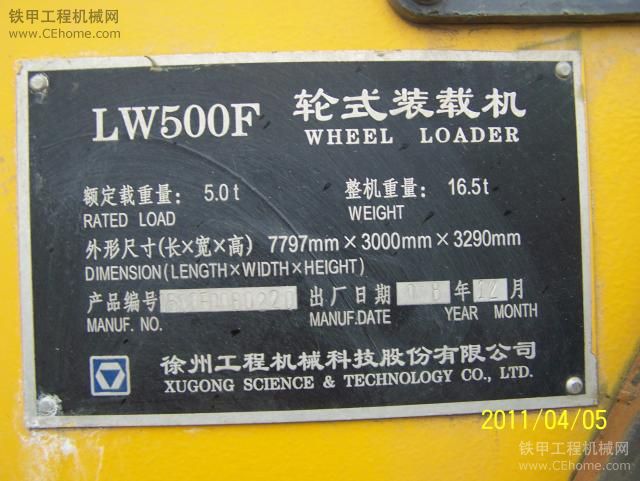 铁甲工程机械网
www.CEhome.com
LW500F 轮式装载机
WHEEL LOADER
额定载重量: 5.0t 整机重量: 16.5t
RATED LOAD WEIGHT
外形尺寸(长×宽×高) 7797mm×3000mm×3290mm
DIMENSION(LENGTH×WIDTH×HEIGHT)
产品编号 出厂日期 年 12 月
MANUF. NO. MANUF.DATE YEAR MONTH
徐州工程机械科技股份有限公司
XUGONG SCIENCE & TECHNOLOGY CO., LTD.
2011/04/05
铁甲工程机械网
www.CEhome.com